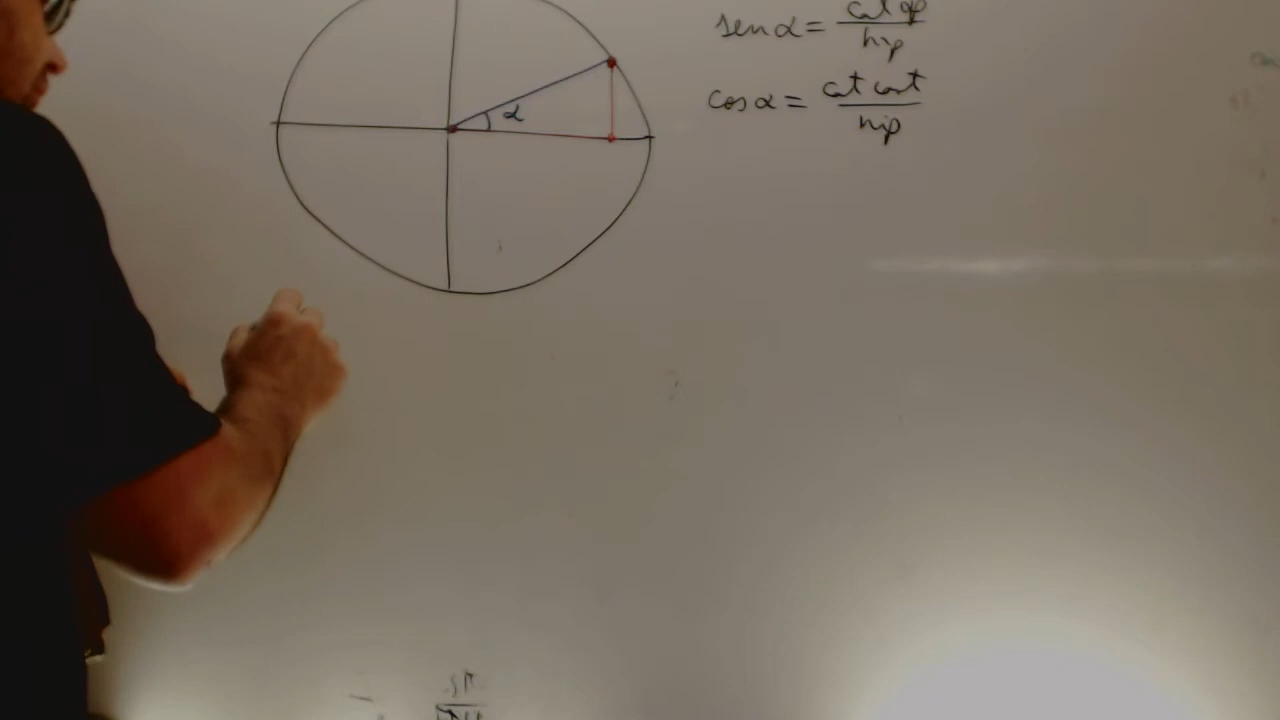 sen α = cat op / hip
α
cos α = cat cont / hip